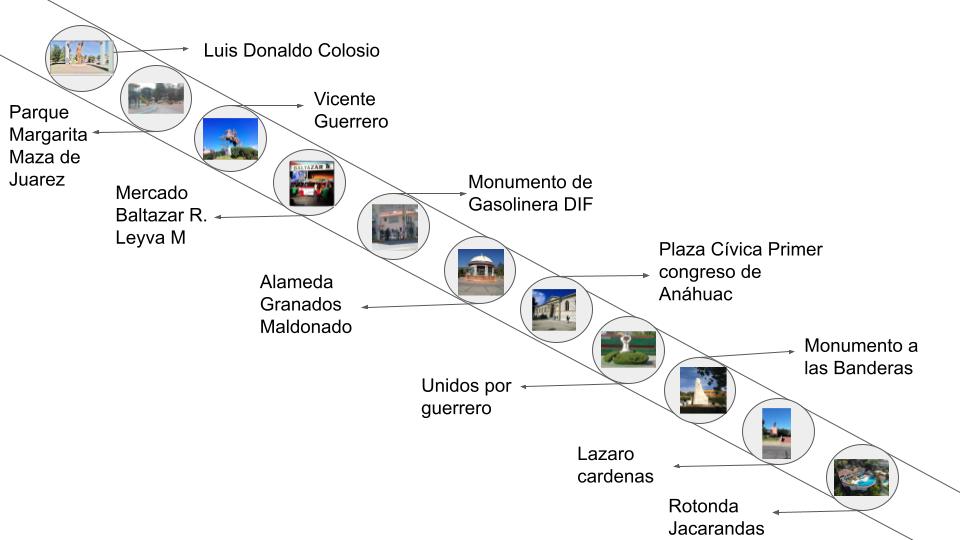 Luis Donaldo Colosio
Parque
Margarita
Maza de
Juarez
Vicente
Guerrero
Mercado
Baltazar R.
Leyva M
BALTAZAR R
Monumento de
Gasolinera DIF
Alameda
Granados
Maldonado
Plaza Cívica Primer
congreso de
Anáhuac
Unidos por
guerrero
Monumento a
las Banderas
Lazaro
cardenas
Rotonda
Jacarandas